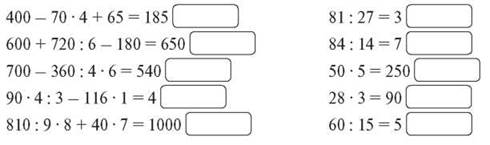 400 – 70 · 4 + 65 = 185
600 + 720 : 6 – 180 = 650
700 – 360 : 4 · 6 = 540
90 · 4 : 3 – 116 · 1 = 4
810 : 9 · 8 + 40 · 7 = 1000
81 : 27 = 3
84 : 14 = 7
50 · 5 = 250
28 · 3 = 90
60 : 15 = 5